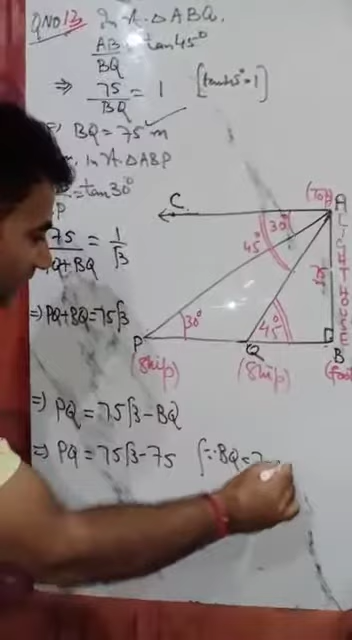 QNO13 In rt. △ABQ,
AB/BQ = tan45°
⇒ 75/BQ = 1 [tan45°=1]
BQ = 75 m
In rt. △ABP
= tan30°
75/PQ+BQ = 1/√3
⇒ PQ+BQ = 75√3
⇒ PQ = 75√3 - BQ
⇒ PQ = 75√3 - 75 [∵ BQ = 7
C
(Top) A
30°
45°
75
LIGHTHOUSE
30°
45°
P Q B
(Ship) (Ship) (foot